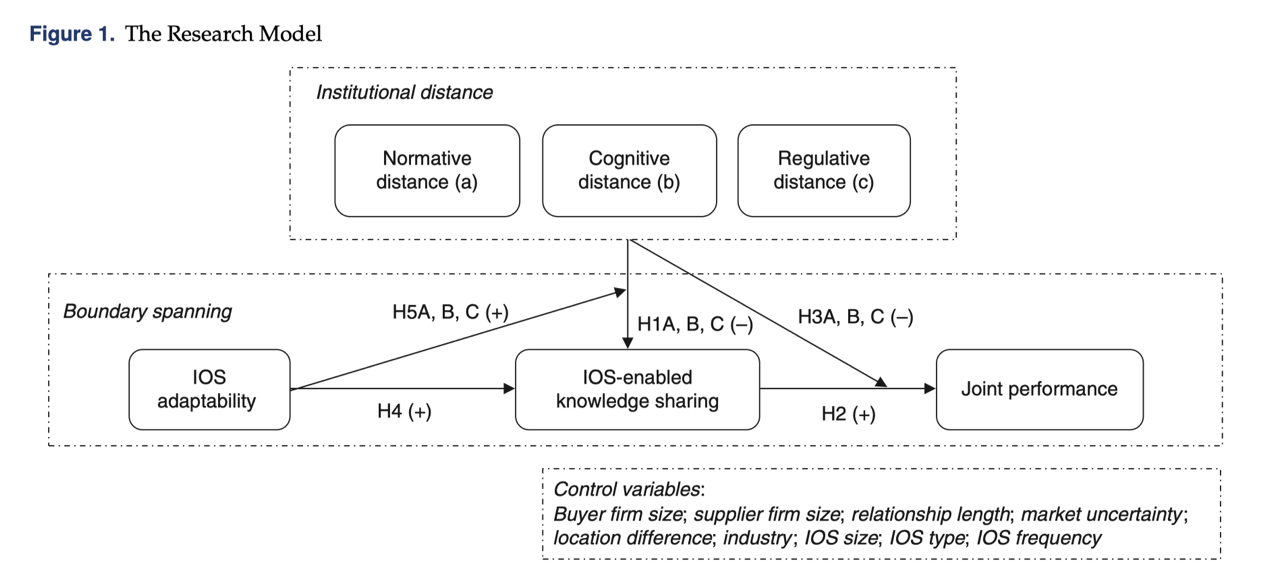 Figure 1. The Research Model
Institutional distance
Normative
distance (a)
Cognitive
distance (b)
Regulative
distance (c)
Boundary spanning
H5A, B, C (+)
H1A, B, C (–)
H3A, B, C (–)
IOS
adaptability
H4 (+)
IOS-enabled
knowledge sharing
H2 (+)
Joint performance
Control variables:
Buyer firm size; supplier firm size; relationship length; market uncertainty;
location difference; industry; IOS size; IOS type; IOS frequency